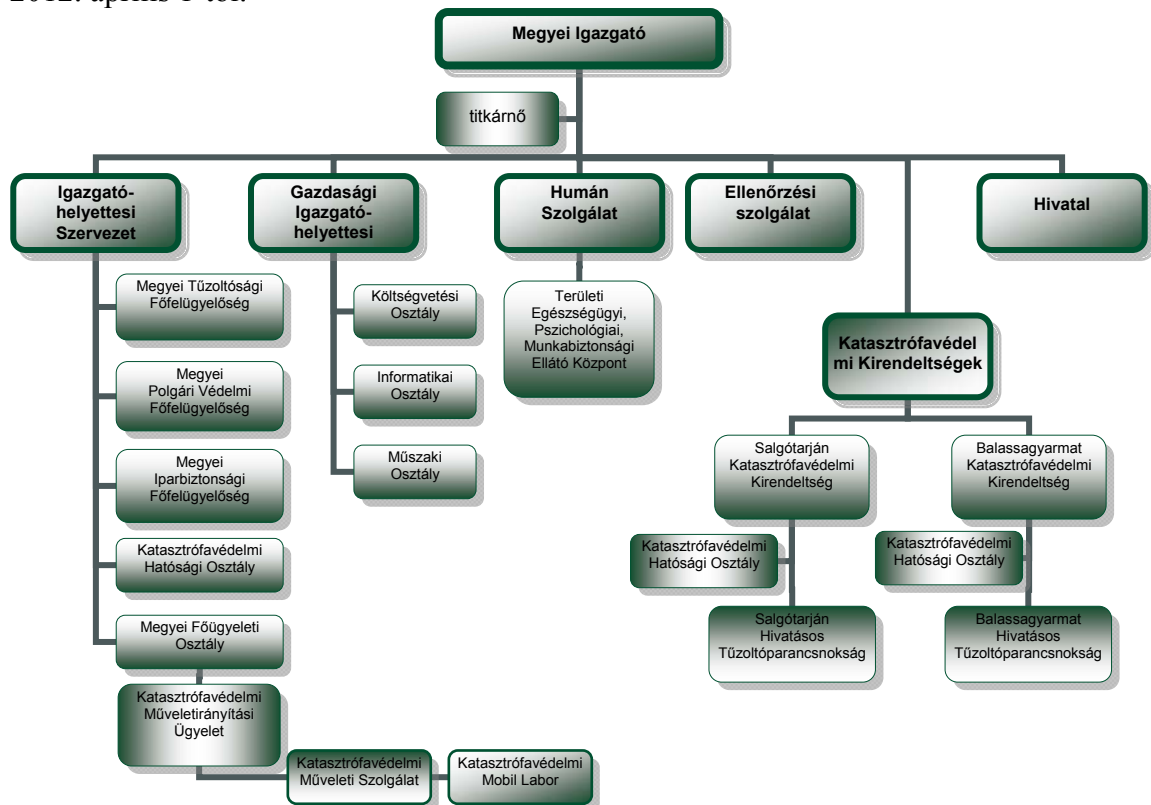 2012. április 1-től.
Megyei Igazgató
titkárnő
Igazgató-
helyettesi
Szervezet
Gazdasági
Igazgató-
helyettesi
Humán
Szolgálat
Ellenőrzési
szolgálat
Hivatal
Megyei Tűzoltósági
Főfelügyelőség
Megyei
Polgári Védelmi
Főfelügyelőség
Megyei
Iparbiztonsági
Főfelügyelőség
Katasztrófavédelmi
Hatósági Osztály
Megyei Főügyeleti
Osztály
Katasztrófavédelmi
Műveletirányítási
Ügyelet
Katasztrófavédelmi
Műveleti Szolgálat
Katasztrófavédelmi
Mobil Labor
Költségvetési
Osztály
Informatikai
Osztály
Műszaki
Osztály
Területi
Egészségügyi,
Pszichológiai,
Munkabiztonsági
Ellátó Központ
Katasztrófavédel
mi Kirendeltségek
Salgótarján
Katasztrófavédelmi
Kirendeltség
Katasztrófavédelmi
Hatósági Osztály
Salgótarján
Hivatásos
Tűzoltóparancsnokság
Balassagyarmat
Katasztrófavédelmi
Kirendeltség
Katasztrófavédelmi
Hatósági Osztály
Balassagyarmat
Hivatásos
Tűzoltóparancsnokság